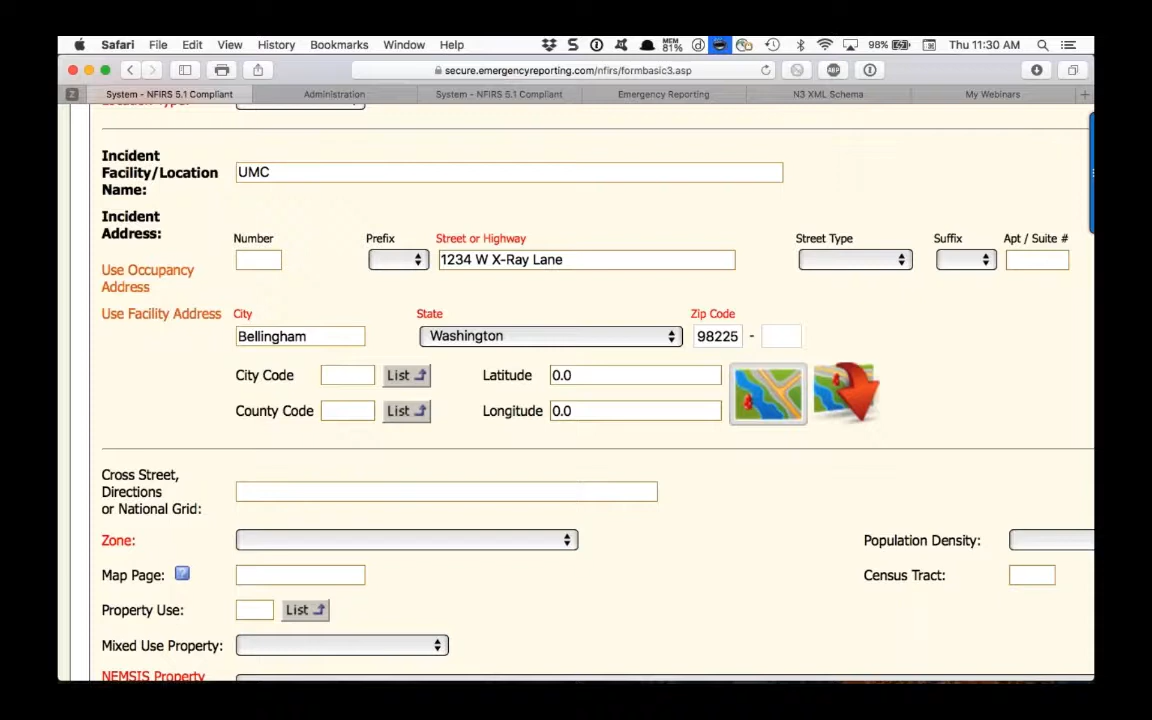 Safari File Edit View History Bookmarks Window Help MEM 81% 98% Thu 11:30 AM
secure.emergencyreporting.com/nfirs/formbasic3.asp
System - NFIRS 5.1 Compliant Administration System - NFIRS 5.1 Compliant Emergency Reporting N3 XML Schema My Webinars
Location Type:
Incident
Facility/Location
Name:
UMC
Incident
Address:
Number Prefix Street or Highway Street Type Suffix Apt / Suite #
1234 W X-Ray Lane
Use Occupancy
Address
Use Facility Address City State Zip Code
Bellingham Washington 98225 -
City Code List Latitude 0.0
County Code List Longitude 0.0
Cross Street,
Directions
or National Grid:
Zone: Population Density:
Map Page: ? Census Tract:
Property Use: List
Mixed Use Property:
NEMSIS Property